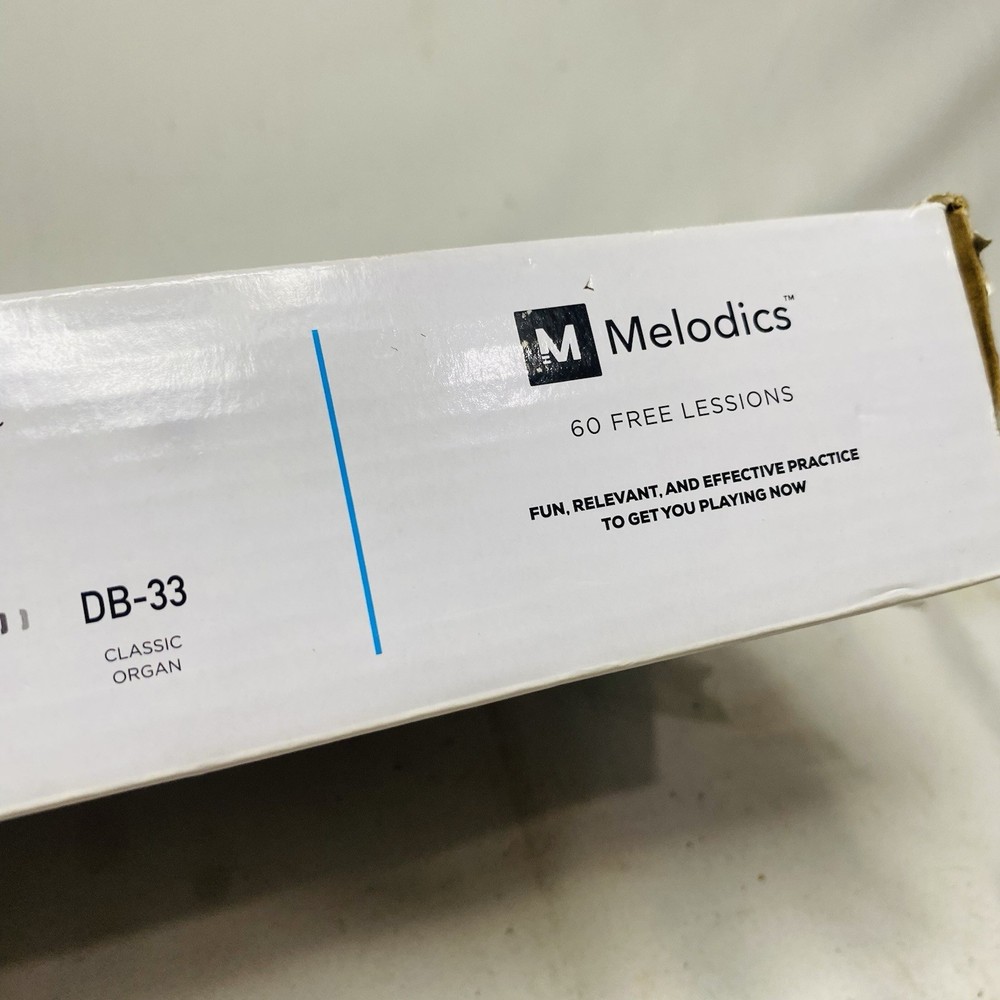 M Melodics™
60 FREE LESSIONS
FUN, RELEVANT, AND EFFECTIVE PRACTICE
TO GET YOU PLAYING NOW
DB-33
CLASSIC
ORGAN